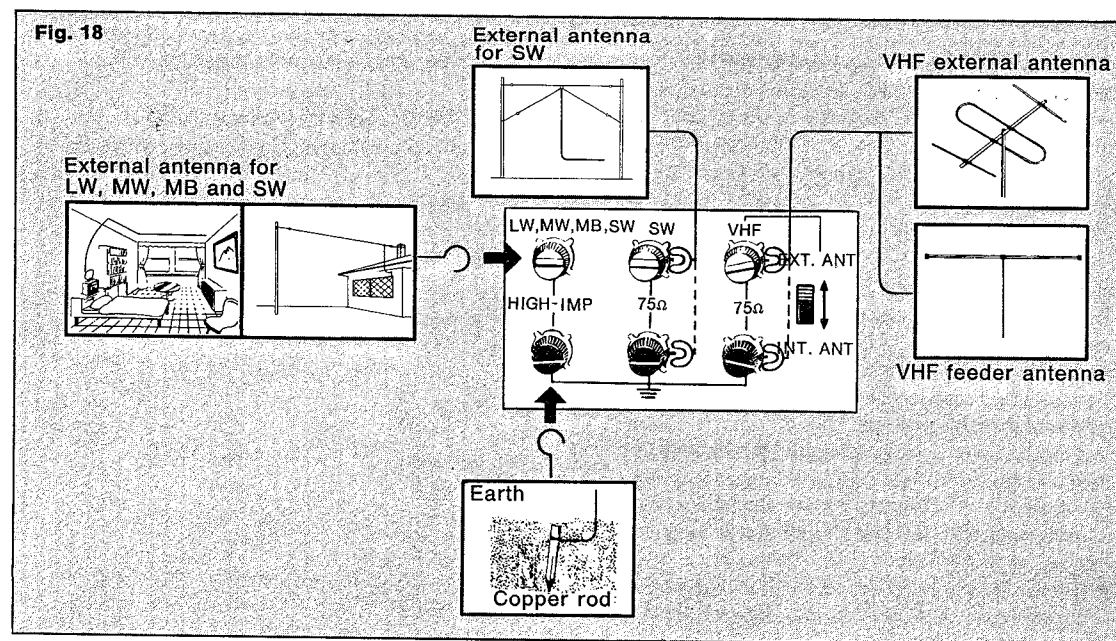 Fig. 18
External antenna
for SW
VHF external antenna
External antenna for
LW, MW, MB and SW
LW,MW,MB,SW SW VHF
EXT. ANT
HIGH-IMP 75Ω 75Ω
INT. ANT
VHF feeder antenna
Earth
Copper rod